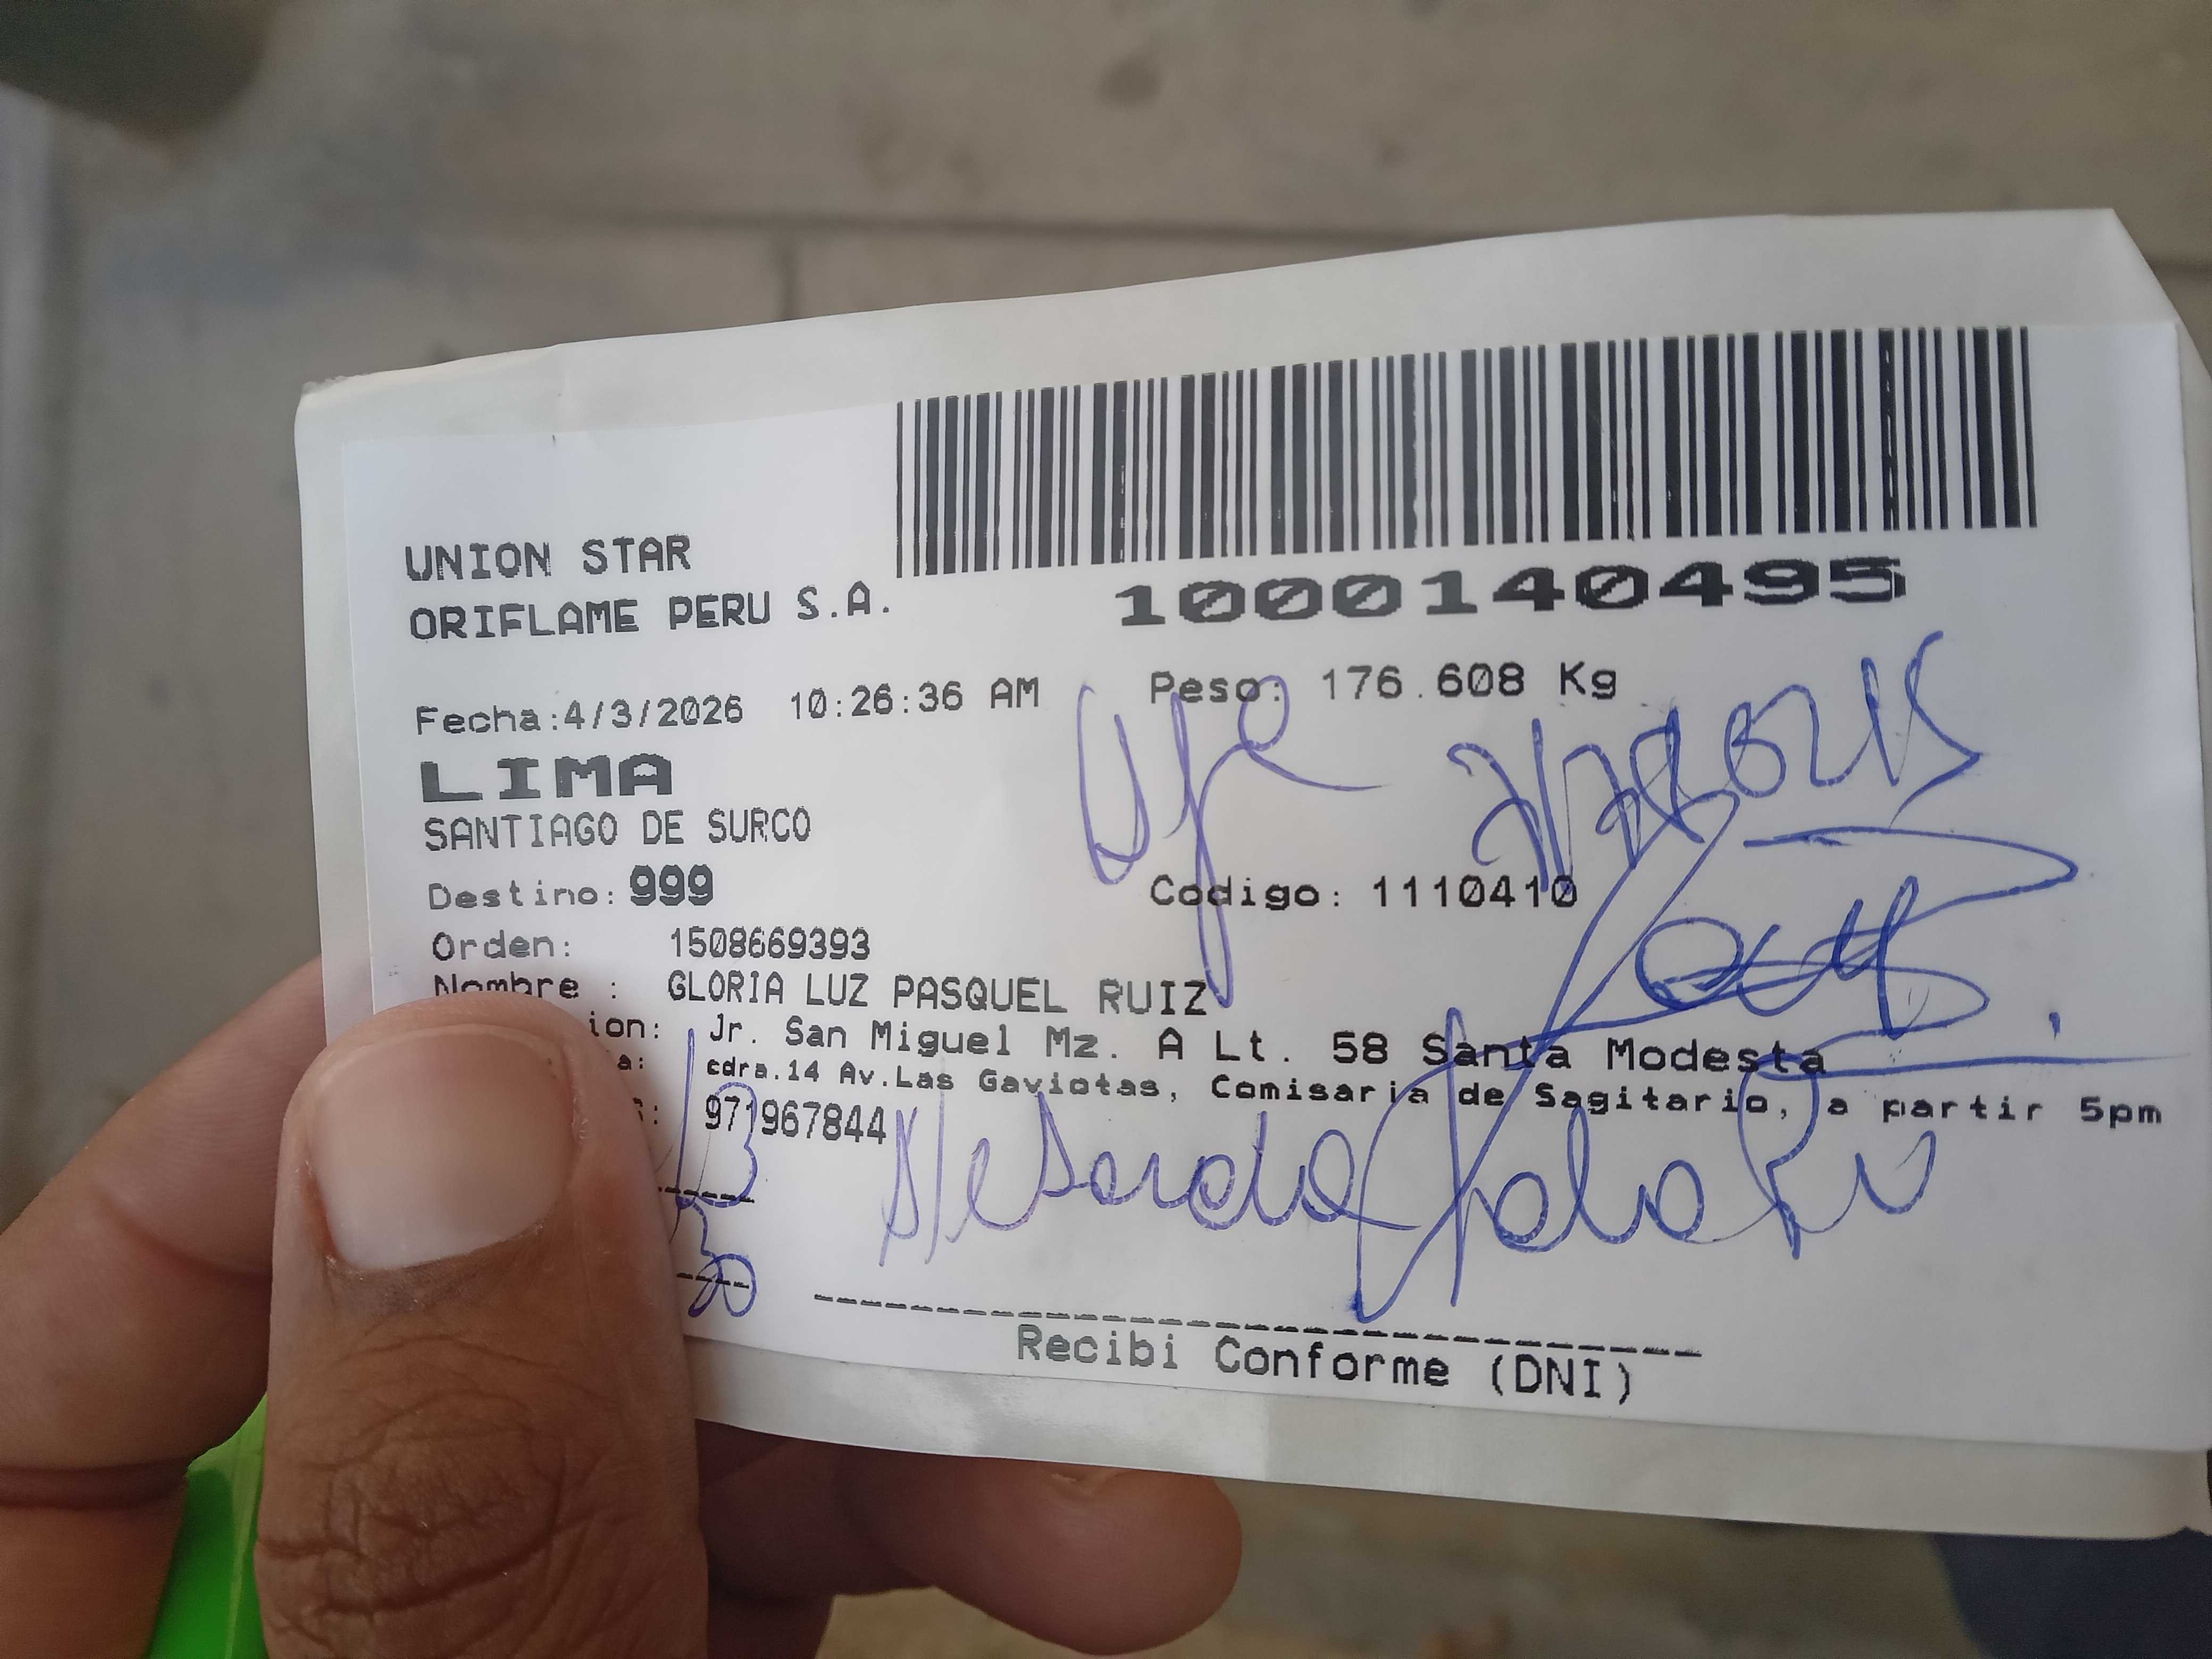 UNION STAR
ORIFLAME PERU S.A.
1000140495
Fecha:4/3/2026 10:26:36 AM Peso: 176.608 Kg
LIMA
SANTIAGO DE SURCO
Destino: 999 Codigo: 1110410
Orden: 1508669393
Nombre : GLORIA LUZ PASQUEL RUIZ
ion: Jr. San Miguel Mz. A Lt. 58 Santa Modesta
a: cdra.14 Av.Las Gaviotas, Comisaria de Sagitario, a partir 5pm
971967844
Recibi Conforme (DNI)